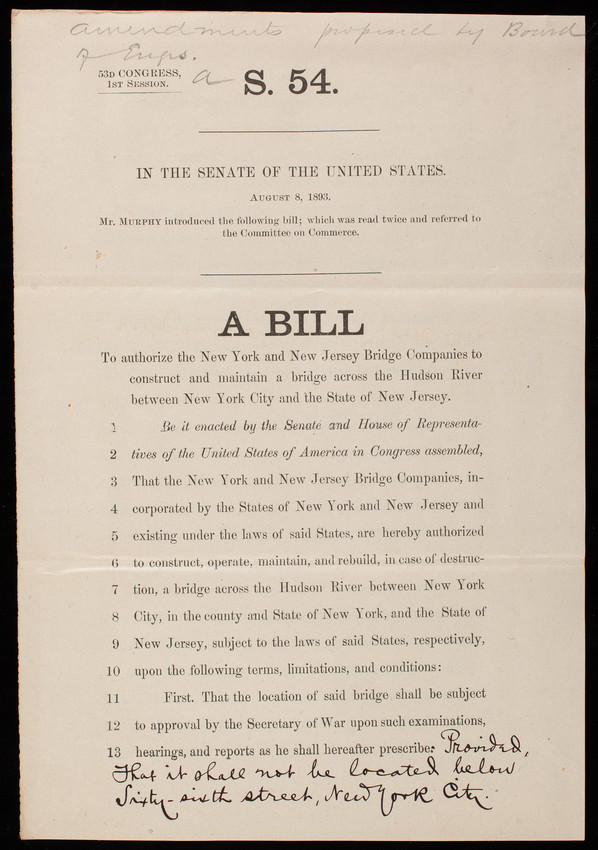 amendments proposed by Board
of Engrs.
53D CONGRESS,
1ST SESSION.
a
S. 54.
IN THE SENATE OF THE UNITED STATES.
AUGUST 8, 1893.
Mr. MURPHY introduced the following bill; which was read twice and referred to
the Committee on Commerce.
A BILL
To authorize the New York and New Jersey Bridge Companies to
construct and maintain a bridge across the Hudson River
between New York City and the State of New Jersey.
1 Be it enacted by the Senate and House of Representa-
2 tives of the United States of America in Congress assembled,
3 That the New York and New Jersey Bridge Companies, in-
4 corporated by the States of New York and New Jersey and
5 existing under the laws of said States, are hereby authorized
6 to construct, operate, maintain, and rebuild, in case of destruc-
7 tion, a bridge across the Hudson River between New York
8 City, in the county and State of New York, and the State of
9 New Jersey, subject to the laws of said States, respectively,
10 upon the following terms, limitations, and conditions:
11 First. That the location of said bridge shall be subject
12 to approval by the Secretary of War upon such examinations,
13 hearings, and reports as he shall hereafter prescribe: Provided,
That it shall not be located below
Sixty-sixth street, New York City.